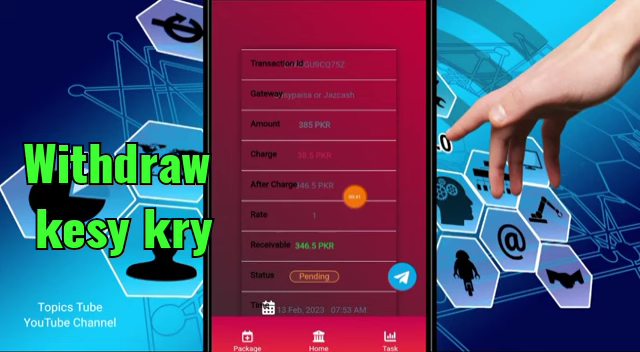 Transaction Id
Gateway Easypaisa or Jazcash
Amount 385 PKR
Charge 38.5 PKR
After Charge 346.5 PKR
Rate 1
Receivable 346.5 PKR
Status Pending
13 Feb, 2023 07:53 AM
Package Home Task
Withdraw
kesy kry
Topics Tube
YouTube Channel
@